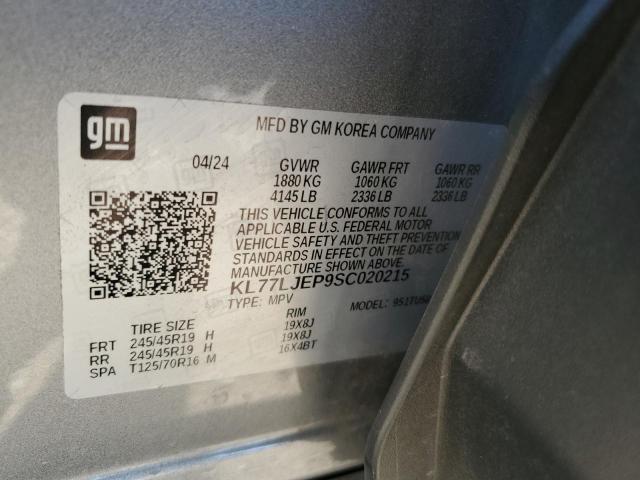 gm
MFD BY GM KOREA COMPANY
04/24 GVWR GAWR FRT GAWR RR
1880 KG 1060 KG 1060 KG
4145 LB 2336 LB 2336 LB
THIS VEHICLE CONFORMS TO ALL
APPLICABLE U.S. FEDERAL MOTOR
VEHICLE SAFETY AND THEFT PREVENTION
STANDARDS IN EFFECT ON THE DATE OF
MANUFACTURE SHOWN ABOVE.
KL77LJEP9SC020215
TYPE: MPV MODEL:
TIRE SIZE RIM
FRT 245/45R19 H 19X8J
RR 245/45R19 H 19X8J
SPA T125/70R16 M 16X4BT